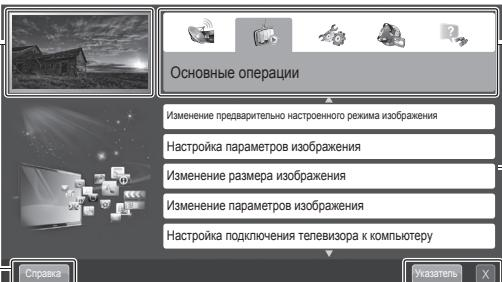 Основные операции
Изменение предварительно настроенного режима изображения
Настройка параметров изображения
Изменение размера изображения
Изменение параметров изображения
Настройка подключения телевизора к компьютеру
Справка
Указатель
X